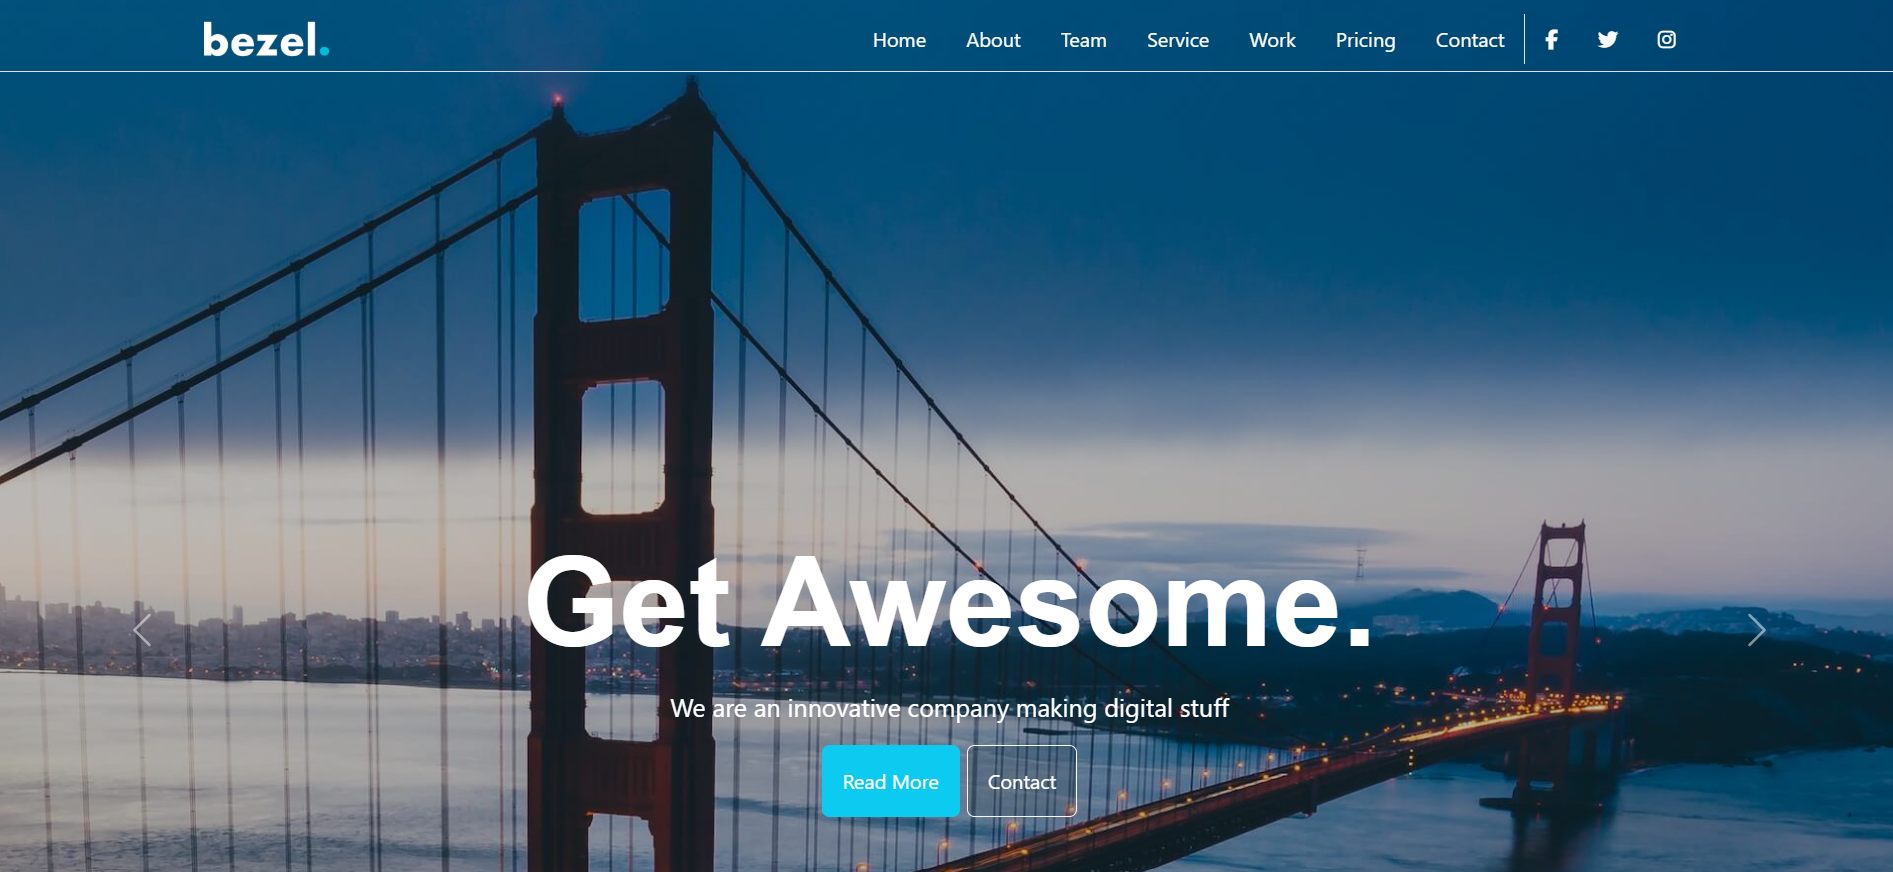 bezel.
Home About Team Service Work Pricing Contact
Get Awesome.
We are an innovative company making digital stuff
Read More Contact